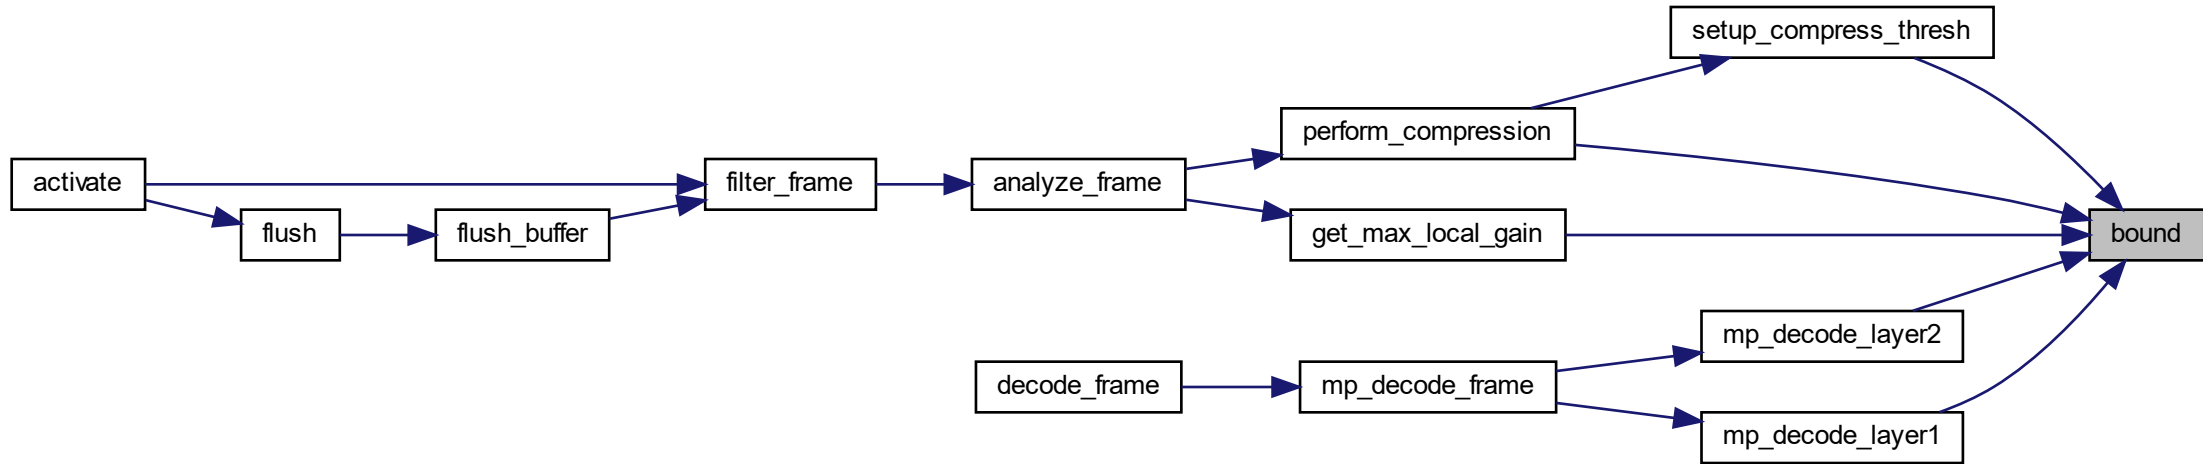 setup_compress_thresh
perform_compression
activate
filter_frame
analyze_frame
flush
flush_buffer
get_max_local_gain
bound
mp_decode_layer2
decode_frame
mp_decode_frame
mp_decode_layer1